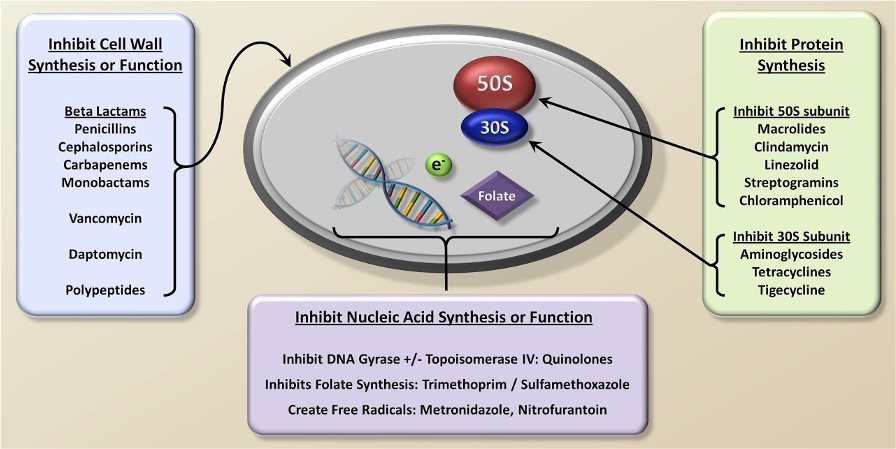 Inhibit Cell Wall
Synthesis or Function
Beta Lactams
Penicillins
Cephalosporins
Carbapenems
Monobactams
Vancomycin
Daptomycin
Polypeptides
50S
30S
e-
Folate
Inhibit Protein
Synthesis
Inhibit 50S subunit
Macrolides
Clindamycin
Linezolid
Streptogramins
Chloramphenicol
Inhibit 30S Subunit
Aminoglycosides
Tetracyclines
Tigecycline
Inhibit Nucleic Acid Synthesis or Function
Inhibit DNA Gyrase +/- Topoisomerase IV: Quinolones
Inhibits Folate Synthesis: Trimethoprim / Sulfamethoxazole
Create Free Radicals: Metronidazole, Nitrofurantoin